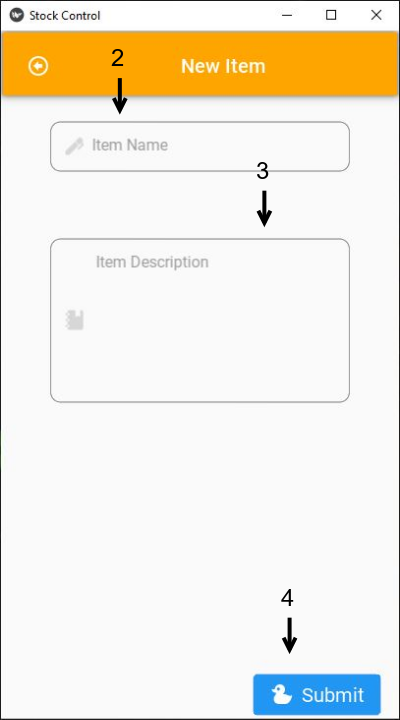 Stock Control
2
New Item
Item Name
3
Item Description
4
Submit